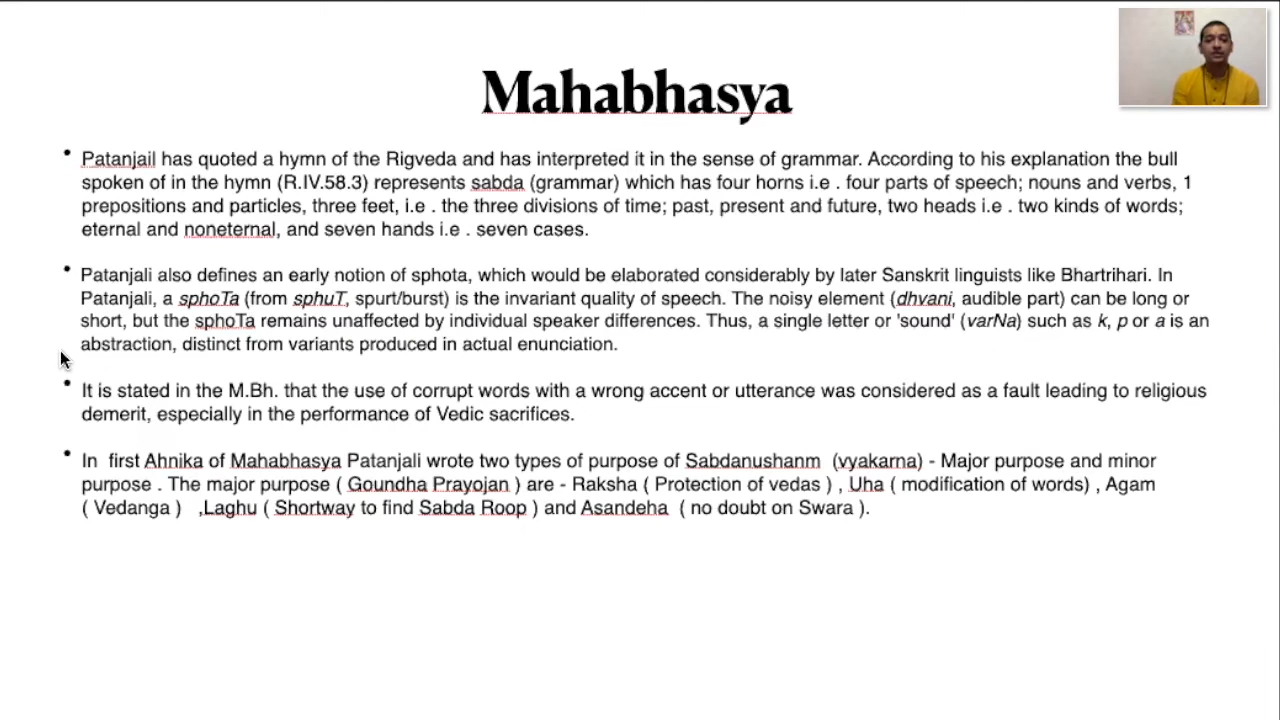 Mahabhasya
• Patanjail has quoted a hymn of the Rigveda and has interpreted it in the sense of grammar. According to his explanation the bull
spoken of in the hymn (R.IV.58.3) represents sabda (grammar) which has four horns i.e . four parts of speech; nouns and verbs, 1
prepositions and particles, three feet, i.e . the three divisions of time; past, present and future, two heads i.e . two kinds of words;
eternal and noneternal, and seven hands i.e . seven cases.
• Patanjali also defines an early notion of sphota, which would be elaborated considerably by later Sanskrit linguists like Bhartrihari. In
Patanjali, a sphoTa (from sphuT, spurt/burst) is the invariant quality of speech. The noisy element (dhvani, audible part) can be long or
short, but the sphoTa remains unaffected by individual speaker differences. Thus, a single letter or 'sound' (varNa) such as k, p or a is an
abstraction, distinct from variants produced in actual enunciation.
• It is stated in the M.Bh. that the use of corrupt words with a wrong accent or utterance was considered as a fault leading to religious
demerit, especially in the performance of Vedic sacrifices.
• In  first Ahnika of Mahabhasya Patanjali wrote two types of purpose of Sabdanushanm  (vyakarna) - Major purpose and minor
purpose . The major purpose ( Goundha Prayojan ) are - Raksha ( Protection of vedas ) , Uha ( modification of words) , Agam
( Vedanga )   ,Laghu ( Shortway to find Sabda Roop ) and Asandeha  ( no doubt on Swara ).